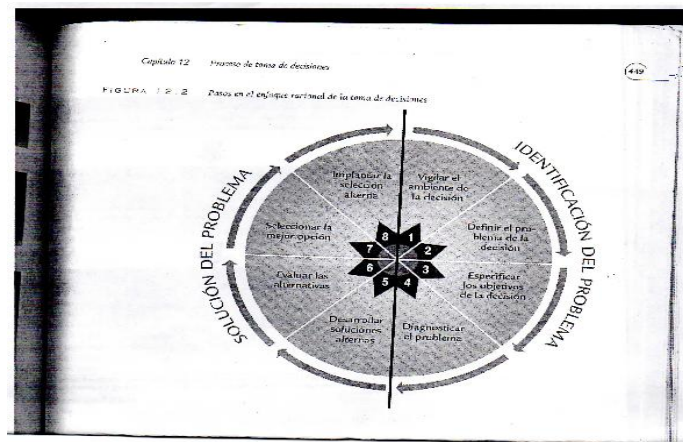 Capítulo 12 Proceso de toma de decisiones
449
FIGURA 12.2 Pasos en el enfoque racional de la toma de decisiones
IDENTIFICACIÓN DEL PROBLEMA
SOLUCIÓN DEL PROBLEMA
1
Vigilar el
ambiente de
la decisión
2
Definir el pro-
blema de la
decisión
3
Especificar
los objetivos
de la decisión
4
Diagnosticar
el problema
5
Desarrollar
soluciones
alternas
6
Evaluar las
alternativas
7
Seleccionar la
mejor opción
8
Implantar la
selección
alterna